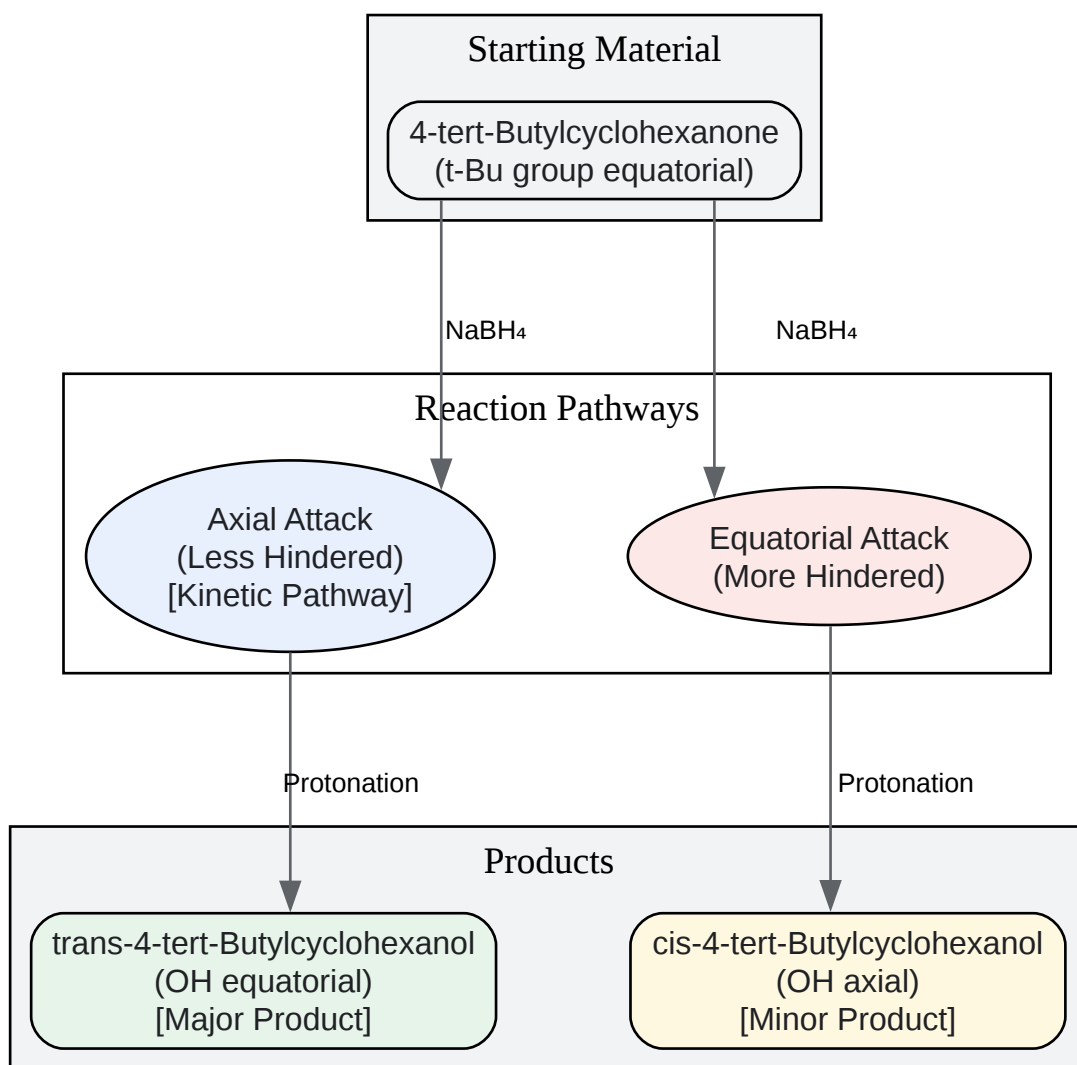 Starting Material
4-tert-Butylcyclohexanone
(t-Bu group equatorial)
NaBH₄
NaBH₄
Reaction Pathways
Axial Attack
(Less Hindered)
[Kinetic Pathway]
Equatorial Attack
(More Hindered)
Protonation
Protonation
Products
trans-4-tert-Butylcyclohexanol
(OH equatorial)
[Major Product]
cis-4-tert-Butylcyclohexanol
(OH axial)
[Minor Product]